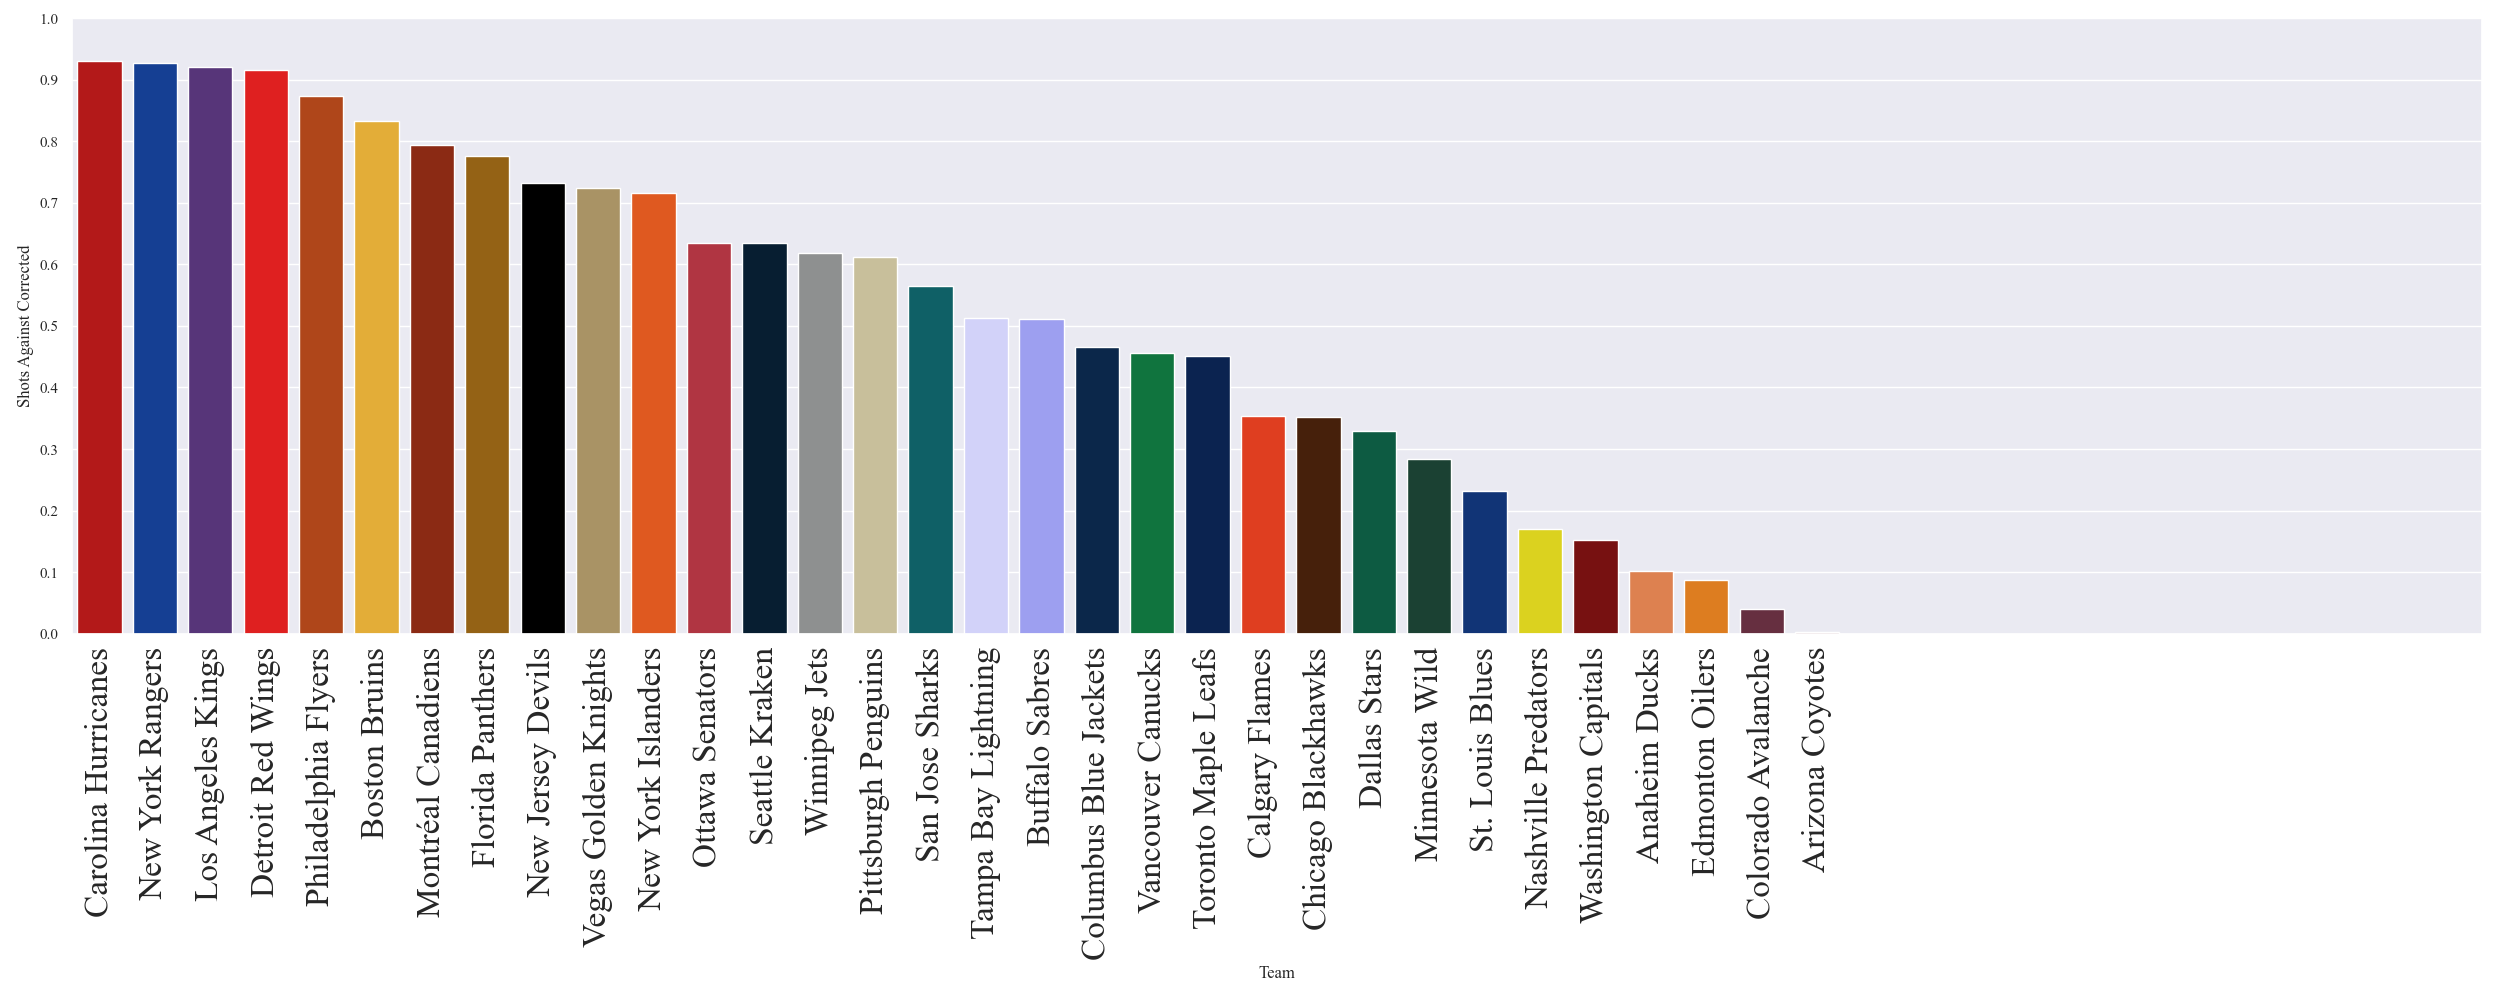 1.0
0.9
0.8
0.7
0.6
0.5
0.4
0.3
0.2
0.1
0.0
Shots Against Corrected
Carolina Hurricanes
New York Rangers
Los Angeles Kings
Detroit Red Wings
Philadelphia Flyers
Boston Bruins
Montréal Canadiens
Florida Panthers
New Jersey Devils
Vegas Golden Knights
New York Islanders
Ottawa Senators
Seattle Kraken
Winnipeg Jets
Pittsburgh Penguins
San Jose Sharks
Tampa Bay Lightning
Buffalo Sabres
Columbus Blue Jackets
Vancouver Canucks
Toronto Maple Leafs
Calgary Flames
Chicago Blackhawks
Dallas Stars
Minnesota Wild
St. Louis Blues
Nashville Predators
Washington Capitals
Anaheim Ducks
Edmonton Oilers
Colorado Avalanche
Arizona Coyotes
Team